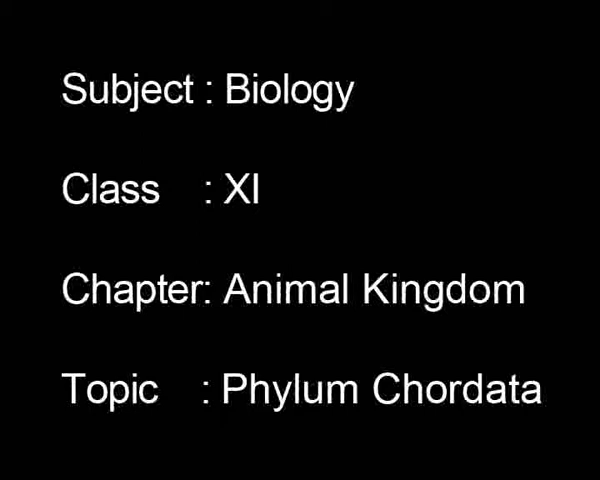 Subject : Biology
Class : XI
Chapter: Animal Kingdom
Topic : Phylum Chordata